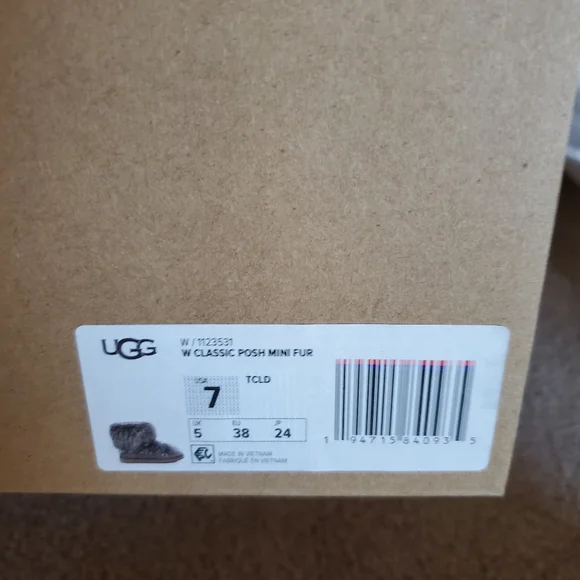 UGG
W / 1123531
W CLASSIC POSH MINI FUR
USA
7
TCLD
UK EU JP
5 38 24
MADE IN VIETNAM
FABRIQUÉ EN VIETNAM
1 94715 84093 5